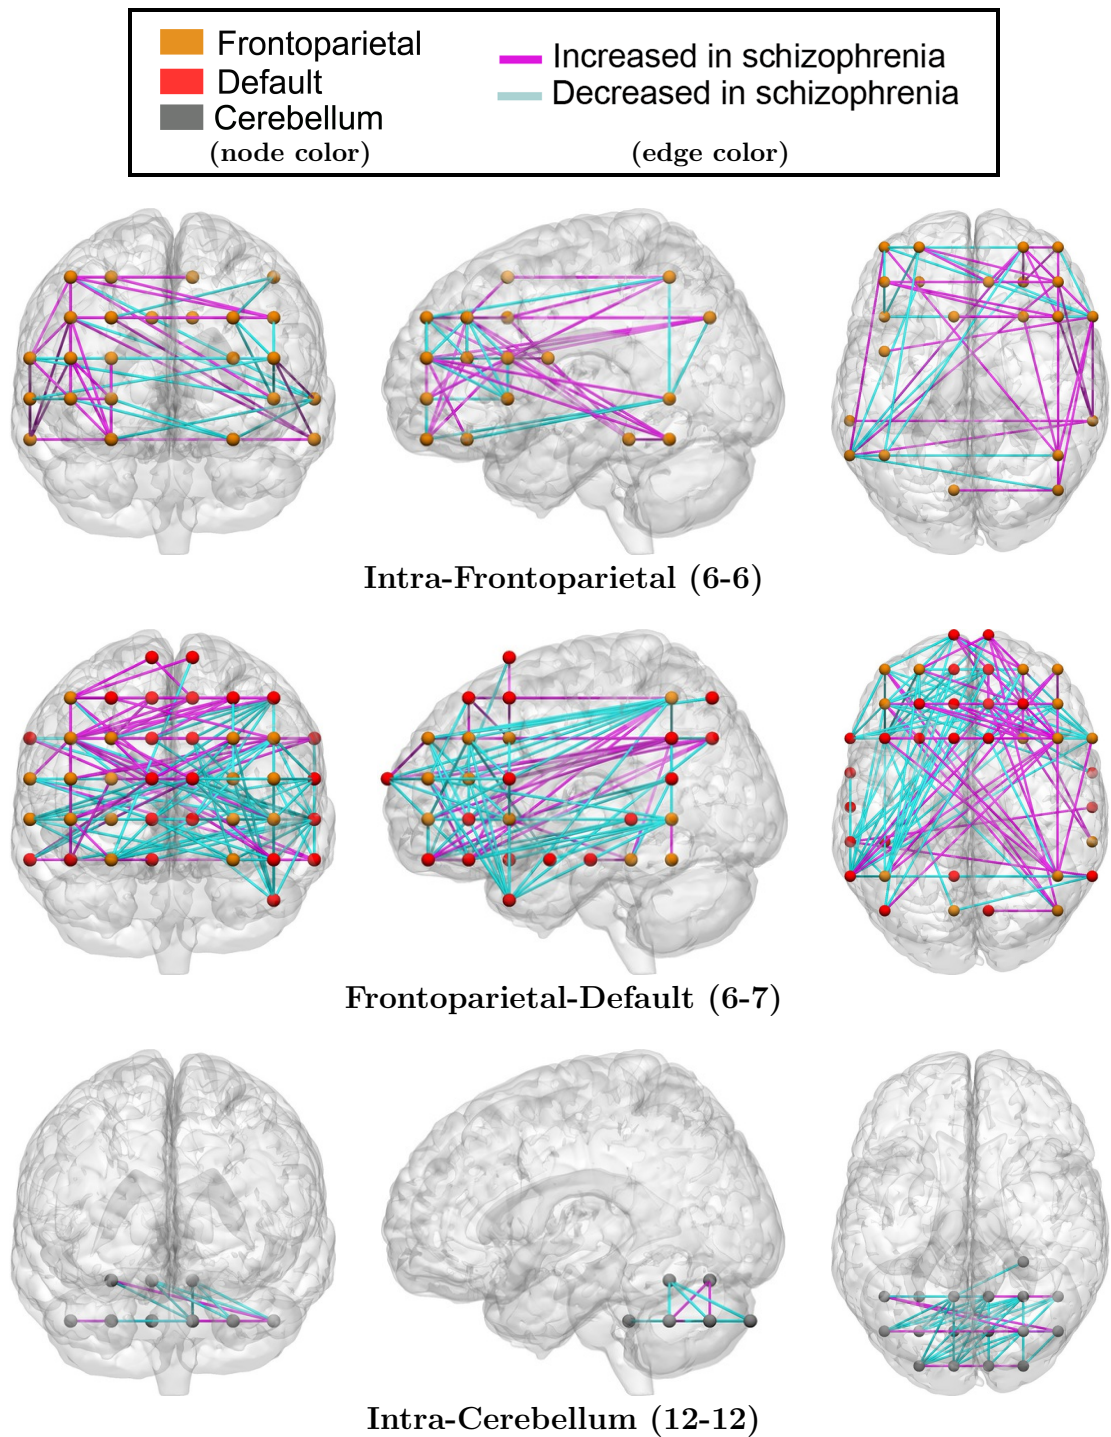 Frontoparietal
Default
Cerebellum
(node color)
Increased in schizophrenia
Decreased in schizophrenia
(edge color)
Intra-Frontoparietal (6-6)
Frontoparietal-Default (6-7)
Intra-Cerebellum (12-12)